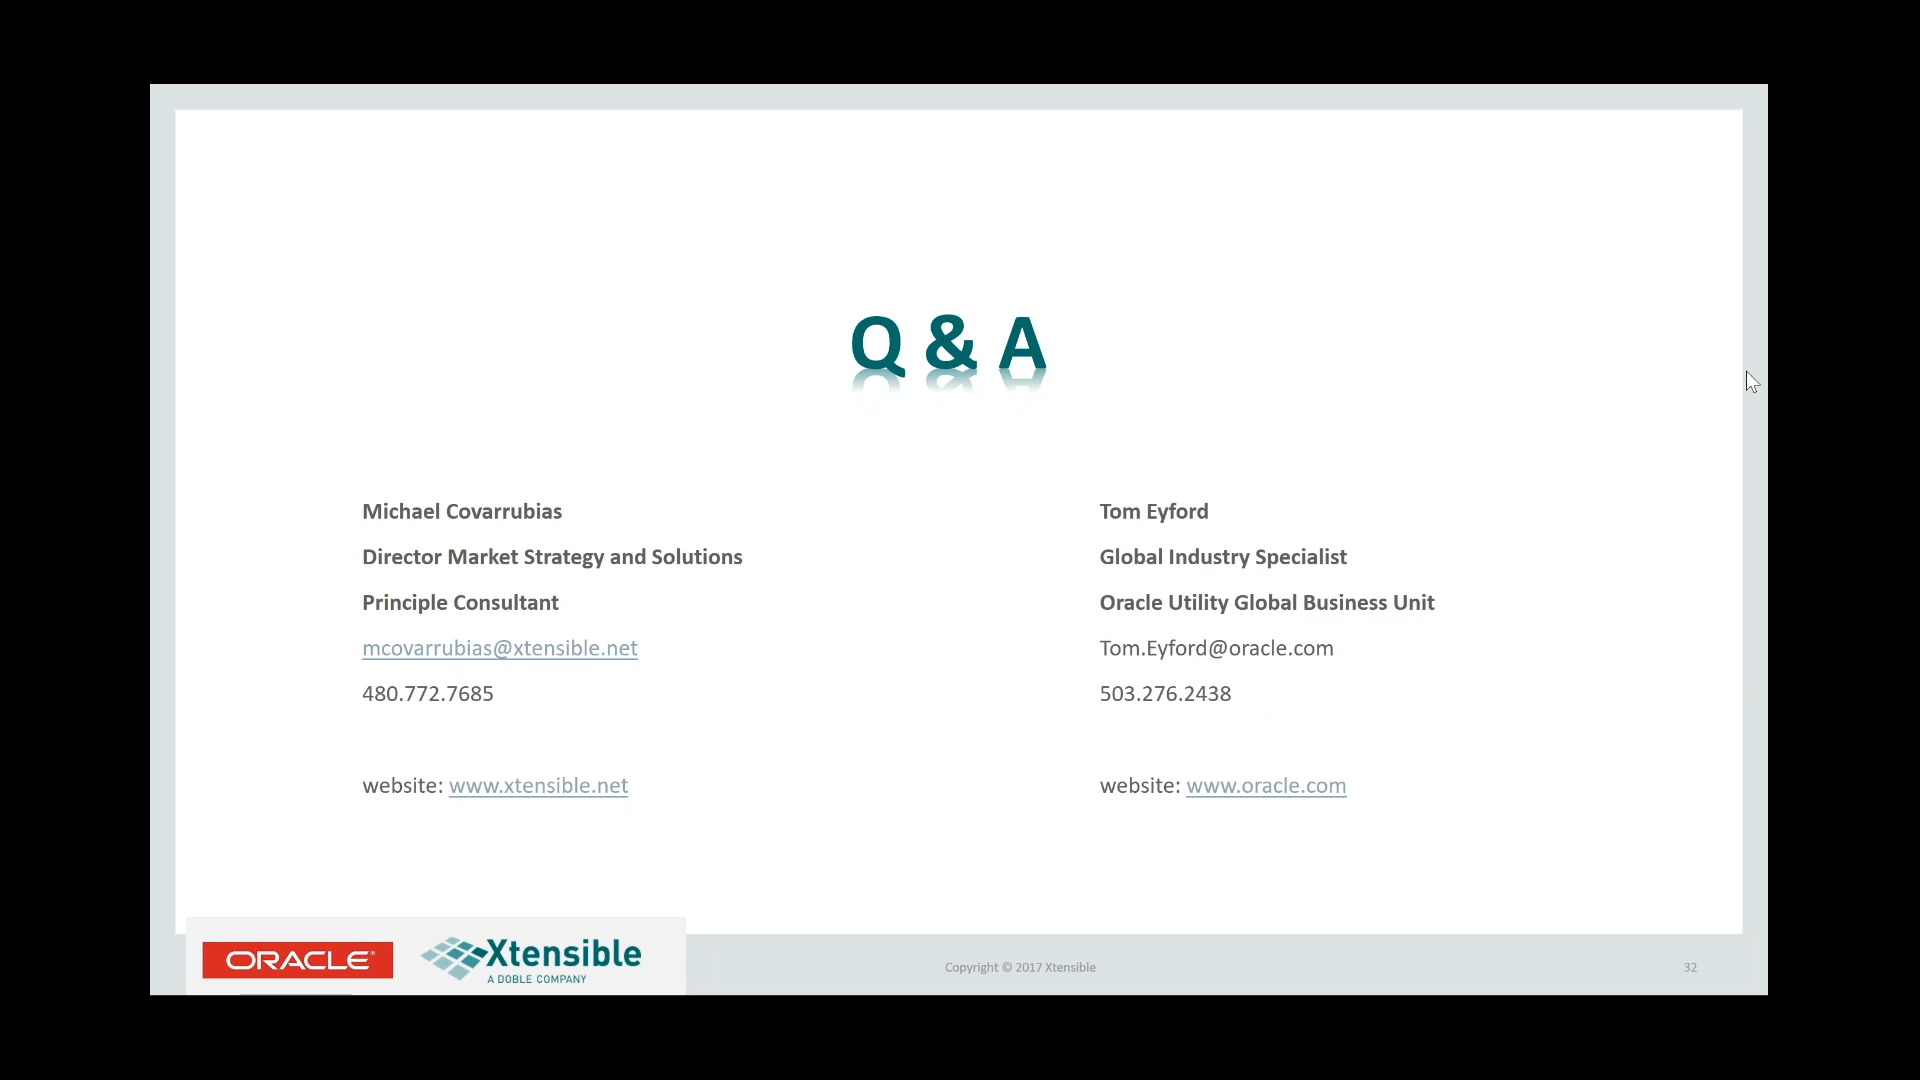 Q & A
Michael Covarrubias
Director Market Strategy and Solutions
Principle Consultant
mcovarrubias@xtensible.net
480.772.7685
website: www.xtensible.net
Tom Eyford
Global Industry Specialist
Oracle Utility Global Business Unit
Tom.Eyford@oracle.com
503.276.2438
website: www.oracle.com
ORACLE®
Xtensible
A DOBLE COMPANY
Copyright © 2017 Xtensible
32